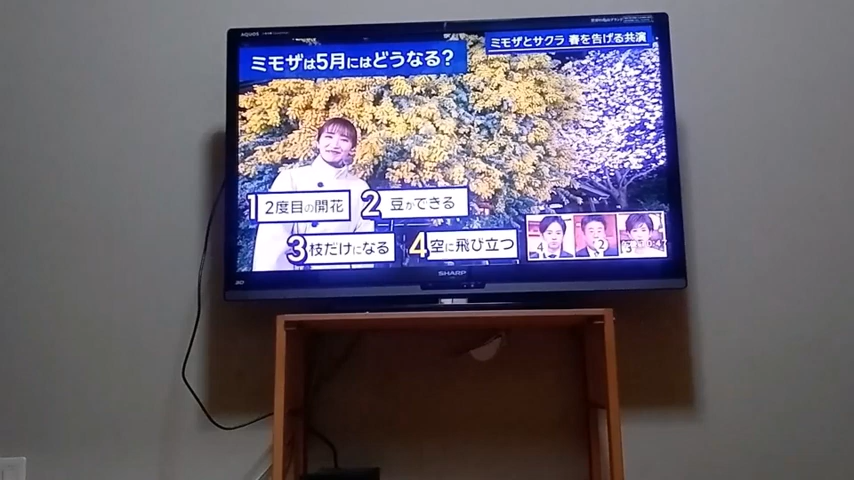 AQUOS
ミモザとサクラ 春を告げる共演
ミモザは5月にはどうなる?
1 2度目の開花
2 豆ができる
3 枝だけになる
4 空に飛び立つ
4
2
SHARP